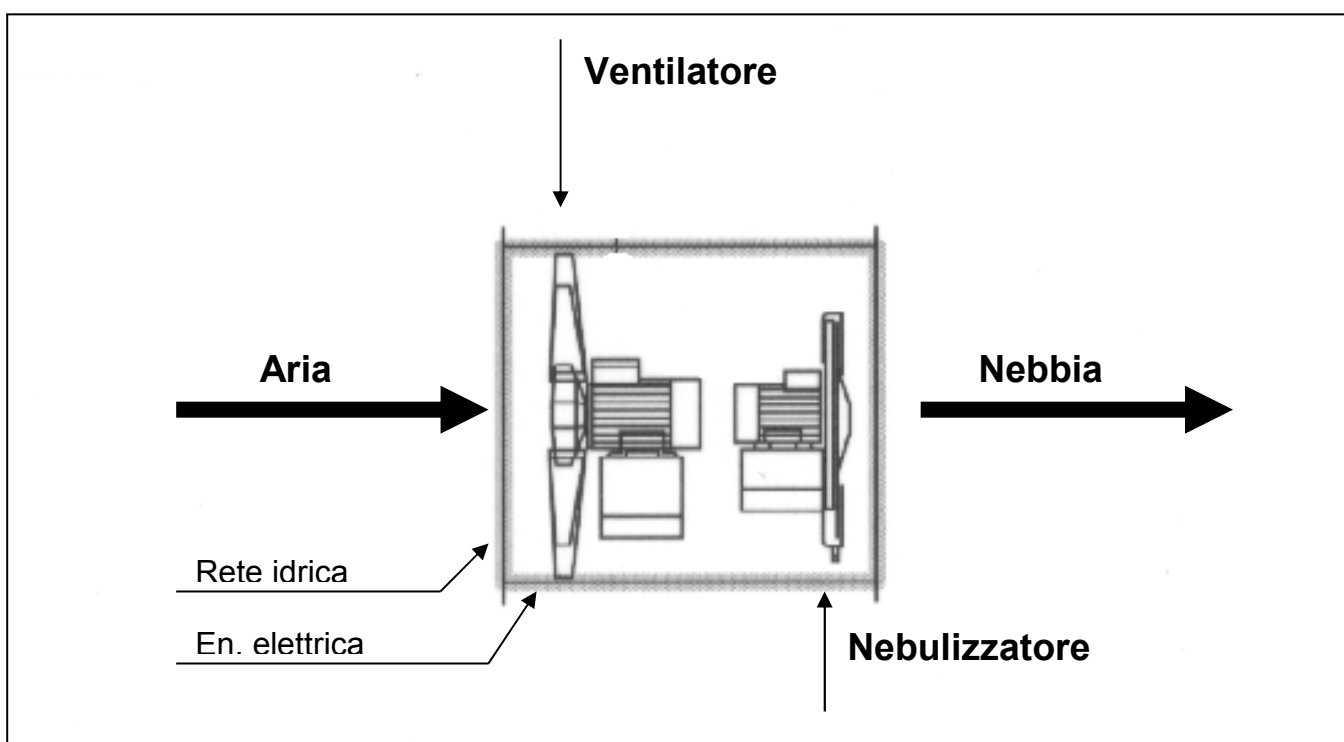 Ventilatore
Aria
Nebbia
Rete idrica
En. elettrica
Nebulizzatore